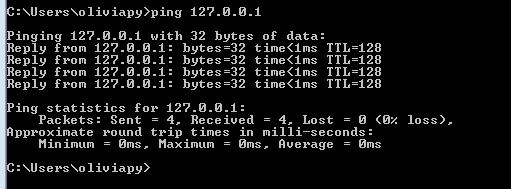 C:\Users\oliviapy>ping 127.0.0.1
Pinging 127.0.0.1 with 32 bytes of data:
Reply from 127.0.0.1: bytes=32 time<1ms TTL=128
Reply from 127.0.0.1: bytes=32 time<1ms TTL=128
Reply from 127.0.0.1: bytes=32 time<1ms TTL=128
Reply from 127.0.0.1: bytes=32 time<1ms TTL=128
Ping statistics for 127.0.0.1:
    Packets: Sent = 4, Received = 4, Lost = 0 (0% loss),
Approximate round trip times in milli-seconds:
    Minimum = 0ms, Maximum = 0ms, Average = 0ms
C:\Users\oliviapy>